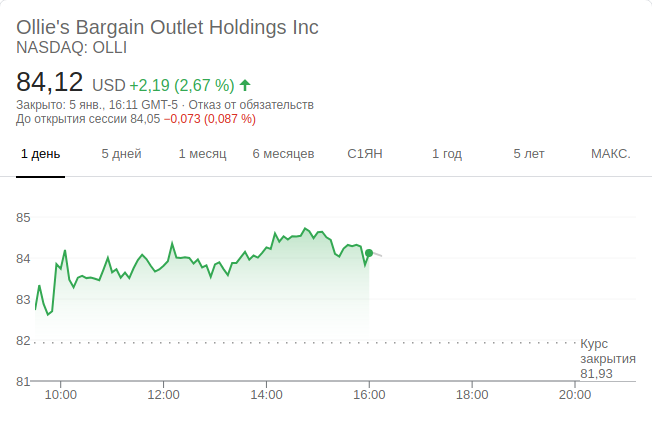 Ollie's Bargain Outlet Holdings Inc
NASDAQ: OLLI
84,12 USD +2,19 (2,67 %)
Закрыто: 5 янв., 16:11 GMT-5 · Отказ от обязательств
До открытия сессии 84,05 −0,073 (0,087 %)
1 день 5 дней 1 месяц 6 месяцев С1ЯН 1 год 5 лет МАКС.
85
84
83
82
Курс
закрытия
81,93
81
10:00 12:00 14:00 16:00 18:00 20:00